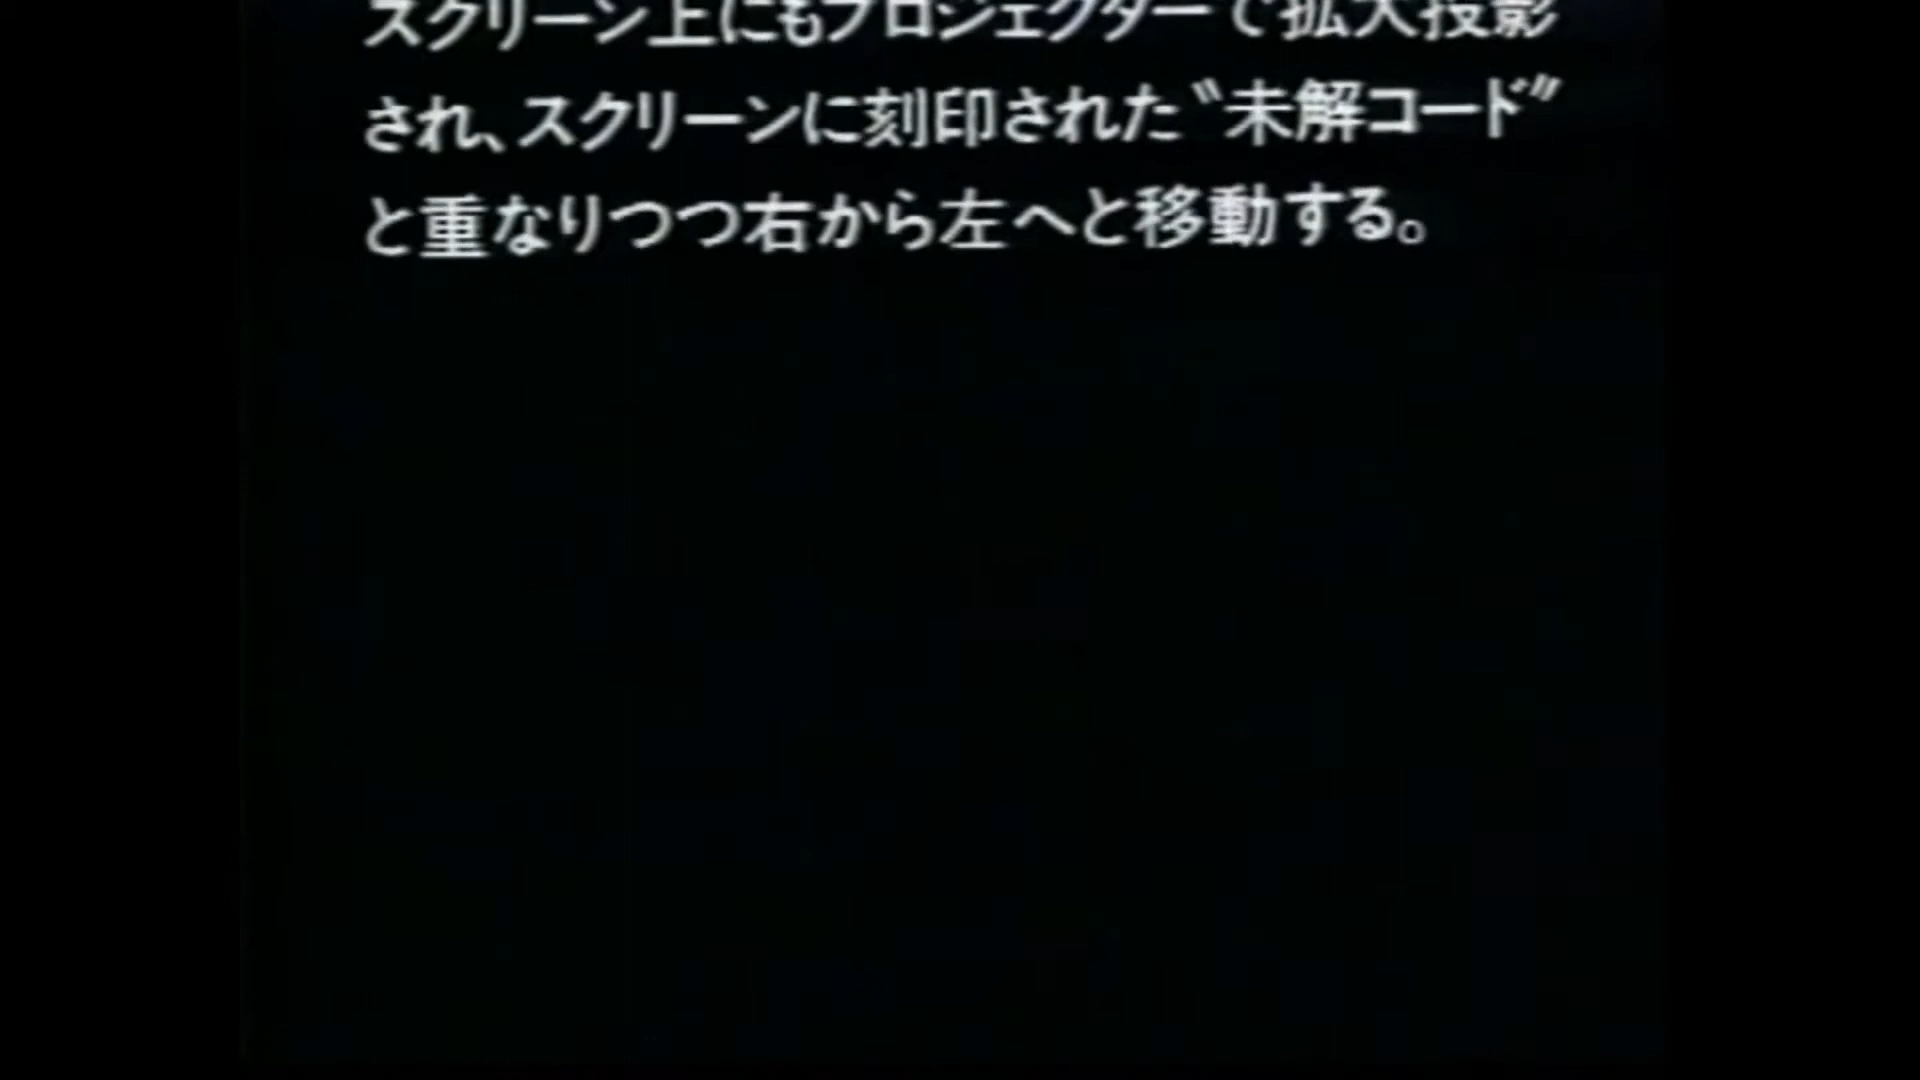 スクリーン上にもプロジェクターで拡大投影
され、スクリーンに刻印された〝未解コード〞
と重なりつつ右から左へと移動する。